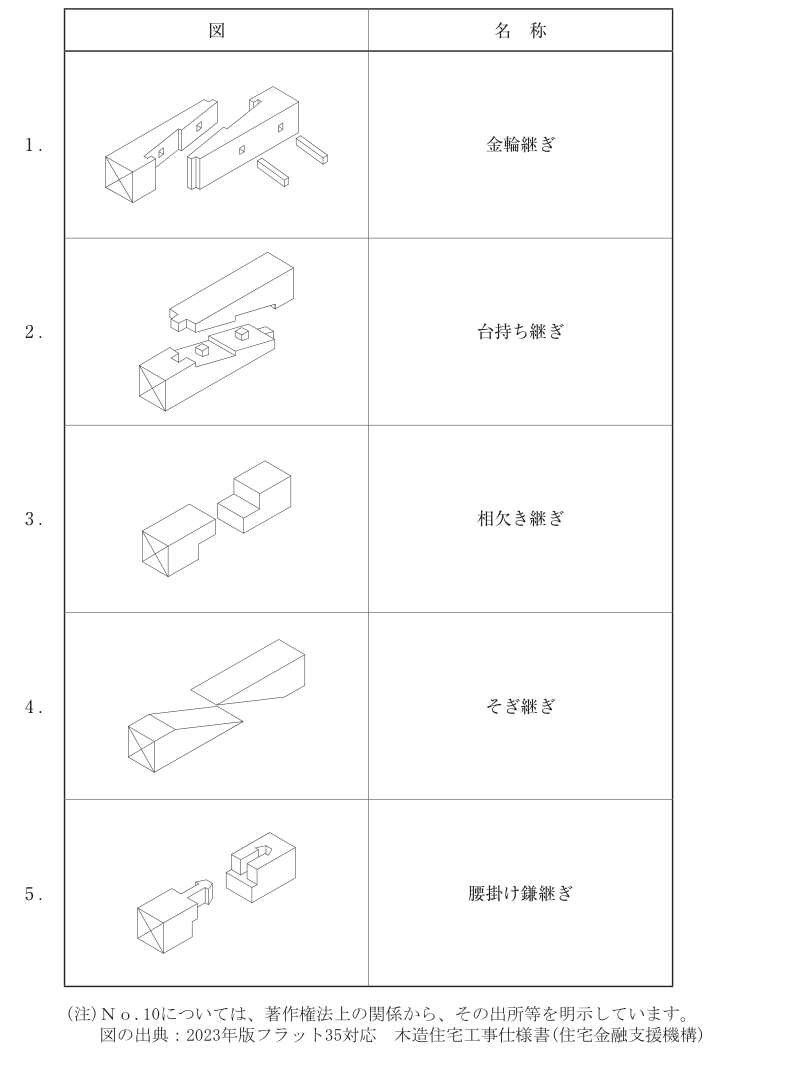 図 名　称
1. 金輪継ぎ
2. 台持ち継ぎ
3. 相欠き継ぎ
4. そぎ継ぎ
5. 腰掛け鎌継ぎ
(注)No.10については、著作権法上の関係から、その出所等を明示しています。
図の出典：2023年版フラット35対応　木造住宅工事仕様書(住宅金融支援機構)